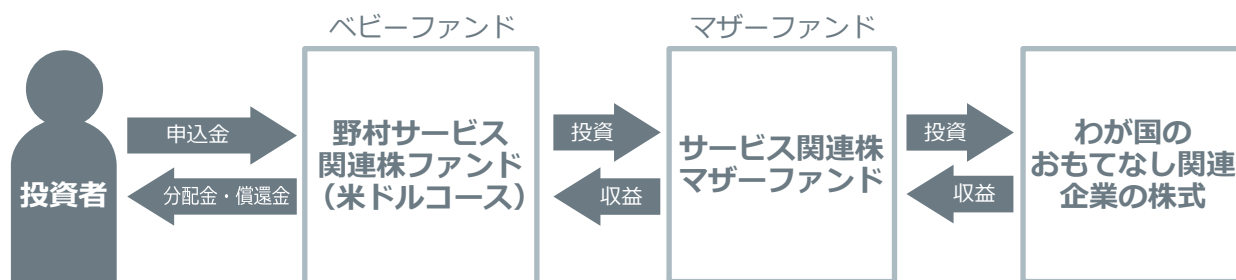 ベビーファンド
マザーファンド
投資者
申込金
分配金・償還金
野村サービス
関連株ファンド
（米ドルコース）
投資
収益
サービス関連株
マザーファンド
投資
収益
わが国の
おもてなし関連
企業の株式